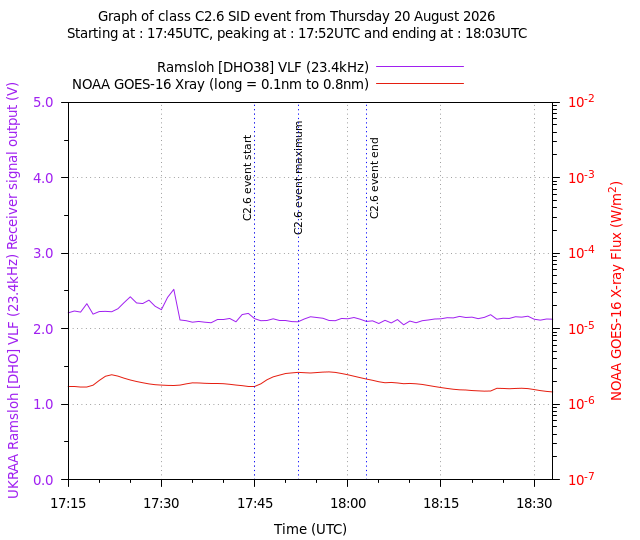 Graph of class C2.6 SID event from Thursday 20 August 2026
Starting at : 17:45UTC, peaking at : 17:52UTC and ending at : 18:03UTC
Ramsloh [DHO38] VLF (23.4kHz)
NOAA GOES-16 Xray (long = 0.1nm to 0.8nm)
UKRAA Ramsloh [DHO] VLF (23.4kHz) Receiver signal output (V)
5.0
4.0
3.0
2.0
1.0
0.0
C2.6 event start
C2.6 event maximum
C2.6 event end
10-2
10-3
10-4
10-5
10-6
10-7
NOAA GOES-16 X-ray Flux (W/m2)
17:15 17:30 17:45 18:00 18:15 18:30
Time (UTC)